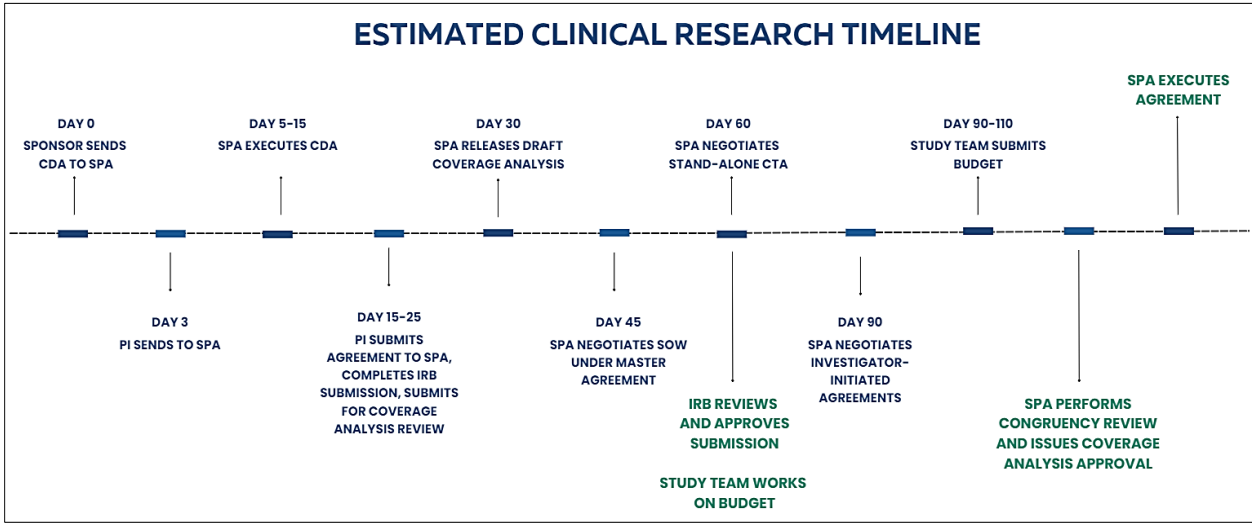 ESTIMATED CLINICAL RESEARCH TIMELINE
DAY 0
SPONSOR SENDS
CDA TO SPA
DAY 3
PI SENDS TO SPA
DAY 5-15
SPA EXECUTES CDA
DAY 15-25
PI SUBMITS
AGREEMENT TO SPA,
COMPLETES IRB
SUBMISSION, SUBMITS
FOR COVERAGE
ANALYSIS REVIEW
DAY 30
SPA RELEASES DRAFT
COVERAGE ANALYSIS
DAY 45
SPA NEGOTIATES SOW
UNDER MASTER
AGREEMENT
DAY 60
SPA NEGOTIATES
STAND-ALONE CTA
IRB REVIEWS
AND APPROVES
SUBMISSION
STUDY TEAM WORKS
ON BUDGET
DAY 90
SPA NEGOTIATES
INVESTIGATOR-
INITIATED
AGREEMENTS
DAY 90-110
STUDY TEAM SUBMITS
BUDGET
SPA PERFORMS
CONGRUENCY REVIEW
AND ISSUES COVERAGE
ANALYSIS APPROVAL
SPA EXECUTES
AGREEMENT